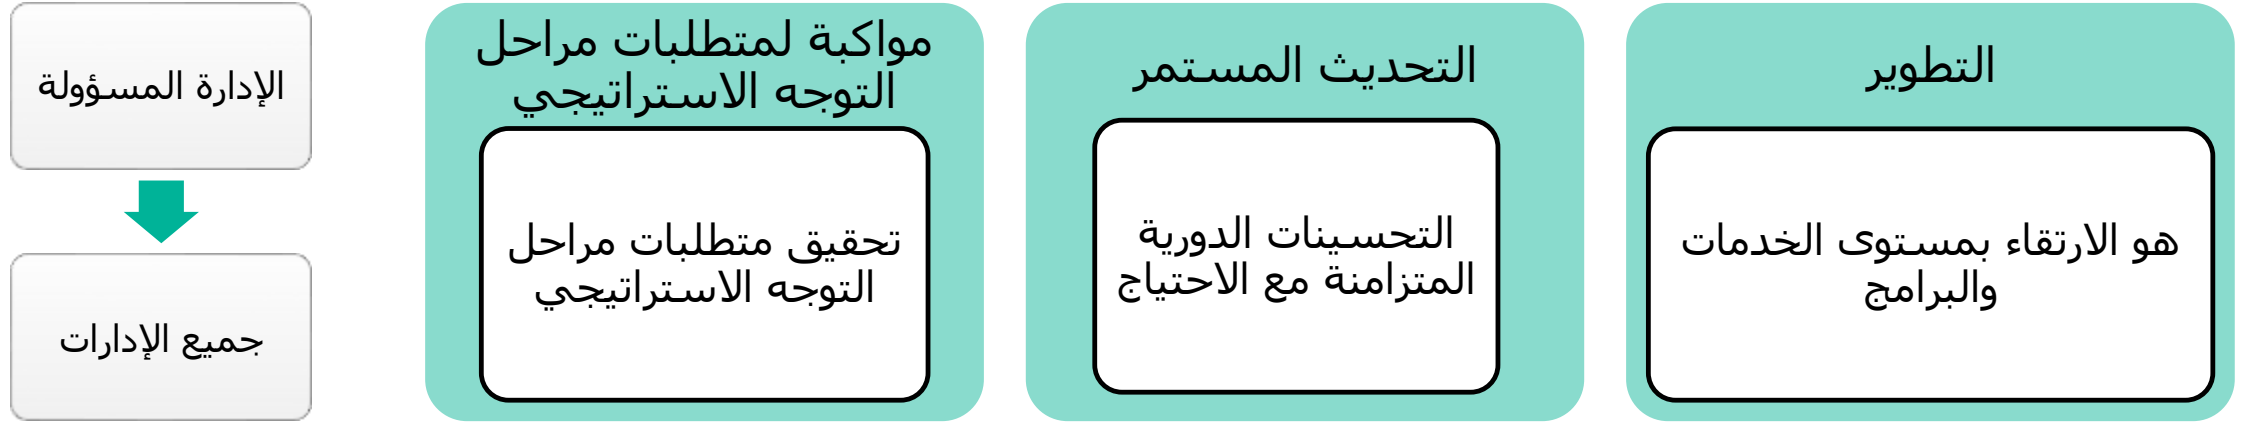 التطوير
هو الارتقاء بمستوى الخدمات
والبرامج
التحديث المستمر
التحسينات الدورية
المتزامنة مع الاحتياج
مواكبة لمتطلبات مراحل
التوجه الاستراتيجي
تحقيق متطلبات مراحل
التوجه الاستراتيجي
الإدارة المسؤولة
جميع الإدارات